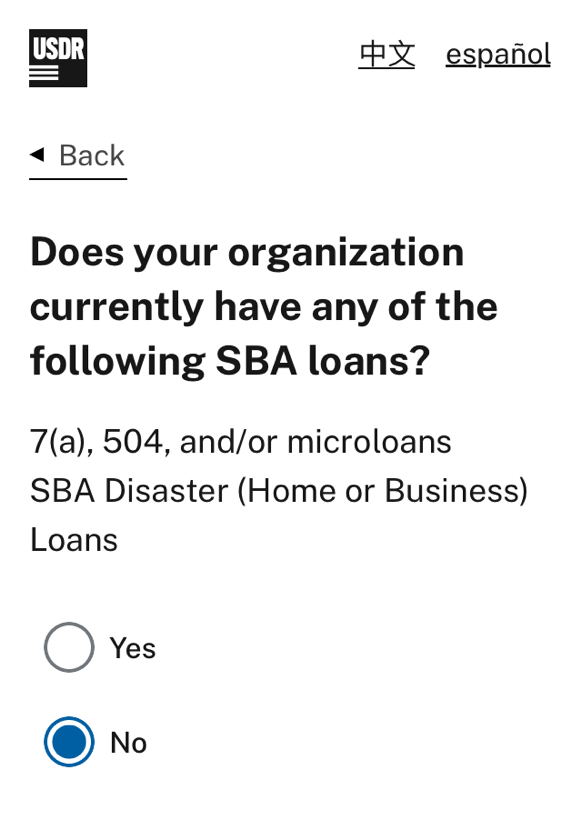 USDR
中文 español
Back
Does your organization
currently have any of the
following SBA loans?
7(a), 504, and/or microloans
SBA Disaster (Home or Business)
Loans
Yes
No